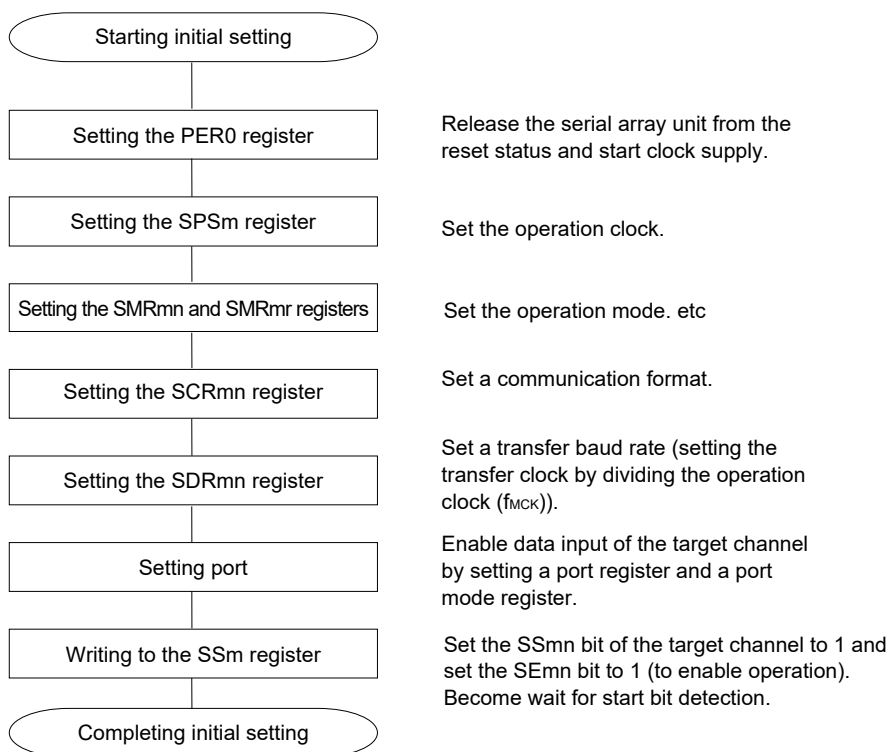 Starting initial setting
Setting the PER0 register
Release the serial array unit from the
reset status and start clock supply.
Setting the SPSm register
Set the operation clock.
Setting the SMRmn and SMRmr registers
Set the operation mode. etc
Setting the SCRmn register
Set a communication format.
Setting the SDRmn register
Set a transfer baud rate (setting the
transfer clock by dividing the operation
clock (fMCK)).
Setting port
Enable data input of the target channel
by setting a port register and a port
mode register.
Writing to the SSm register
Set the SSmn bit of the target channel to 1 and
set the SEmn bit to 1 (to enable operation).
Become wait for start bit detection.
Completing initial setting